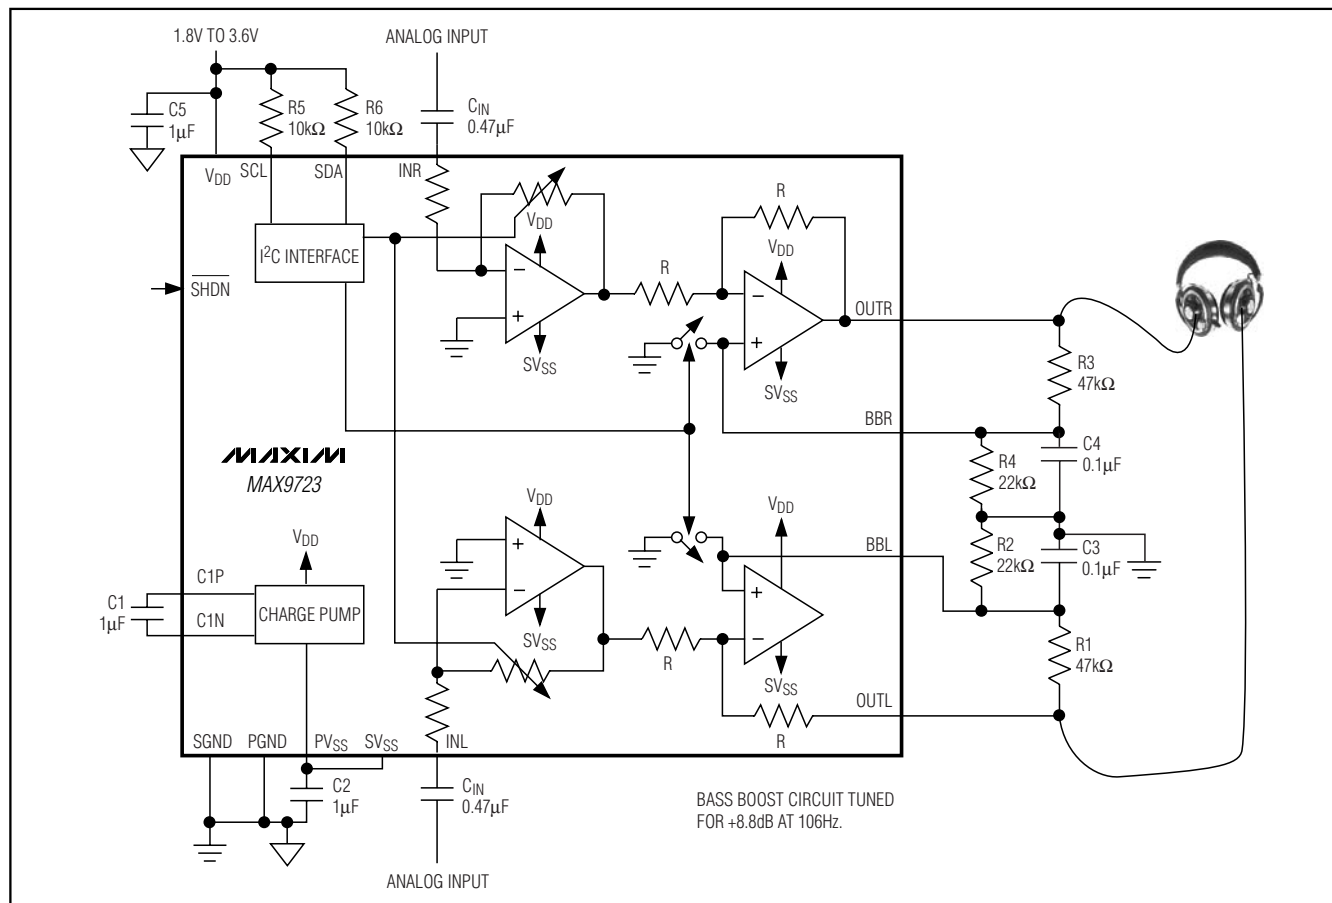 1.8V TO 3.6V
ANALOG INPUT
C5
1µF
R5
10kΩ
R6
10kΩ
CIN
0.47µF
VDD
SCL
SDA
INR
VDD
R
I²C INTERFACE
SHDN
SVSS
R
VDD
SVSS
OUTR
R3
47kΩ
BBR
R4
22kΩ
C4
0.1µF
MAXIM
MAX9723
VDD
VDD
VDD
BBL
R2
22kΩ
C3
0.1µF
C1P
C1
1µF
C1N
CHARGE PUMP
SVSS
R
SVSS
R1
47kΩ
OUTL
R
SGND
PGND
PVSS
SVSS
INL
C2
1µF
CIN
0.47µF
BASS BOOST CIRCUIT TUNED
FOR +8.8dB AT 106Hz.
ANALOG INPUT